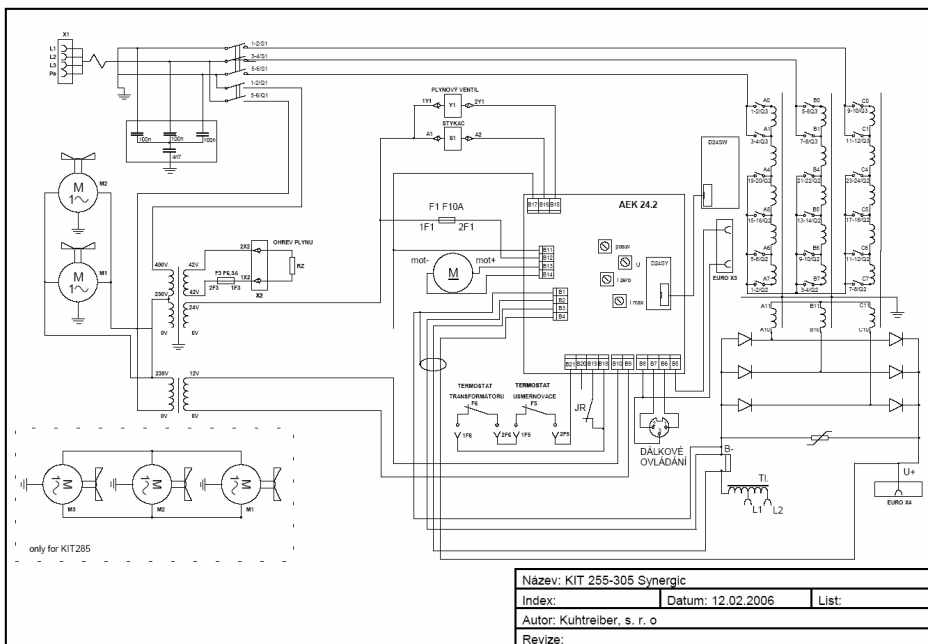 X1
L1
L2
L3
Pe
1-2/S1
3-4/S1
5-6/S1
1-2/Q1
5-6/Q1
100n
100n
100n
4n7
PLYNOVÝ VENTIL
1Y1
Y1
2Y1
STYKAC
A1
S1
A2
M
1
M2
M
1
M1
400V
42V
230V
42V
24V
0V
0V
230V
12V
0V
0V
2X2
OHREV PLYNU
RZ
F3 F6,3A
1X2
2F3
1F3
X2
F1 F10A
1F1
2F1
mot-
M
mot+
B17
B16
B15
AEK 24.2
B11
B12
B13
B14
B1
B2
B3
B4
posuv
U
I zero
I max
D24SY
D24SW
EURO X3
B21
B20
B19
B18
B10
B9
B8
B7
B6
B5
TERMOSTAT
TRANSFORMÁTORU
F6
TERMOSTAT
USMERNOVACE
F5
1F6
2F6
1F5
2F5
JR
DÁLKOVÉ
OVLÁDÁNÍ
A0
1-2/Q3
B0
5-6/Q3
C0
9-10/Q3
A1
3-4/Q3
B1
7-8/Q3
C1
11-12/Q3
A4
19-20/Q2
B4
21-22/Q2
C4
23-24/Q2
A5
15-16/Q2
B5
13-14/Q2
C5
17-18/Q2
A6
5-6/Q2
B6
9-10/Q2
C6
11-12/Q2
A7
1-2/Q2
B7
3-4/Q2
C7
7-8/Q2
A11
B11
C11
A10
B10
C10
B-
Tl.
L1
L2
U+
EURO X4
M
1
M3
M
1
M2
M
1
M1
only for KIT285
Název: KIT 255-305 Synergic
Index:
Datum: 12.02.2006
List:
Autor: Kuhtreiber, s. r. o
Revize: